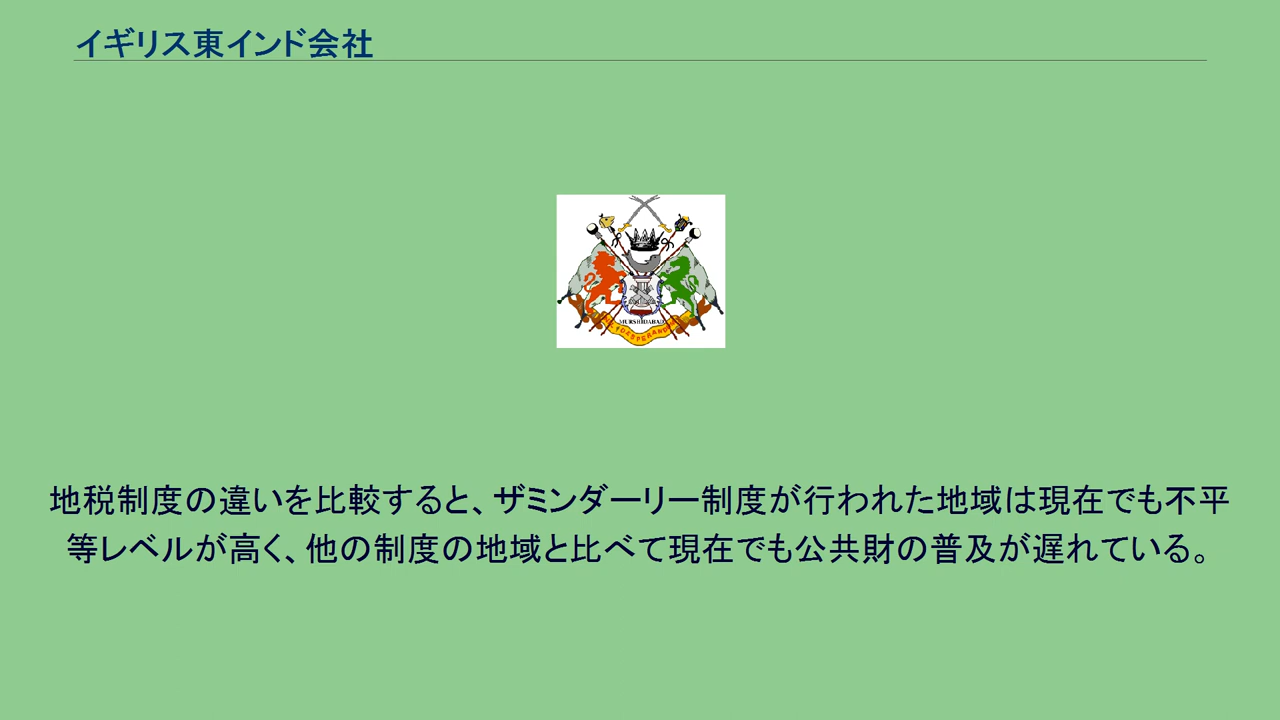 イギリス東インド会社
MURSHIDABAD
地税制度の違いを比較すると、ザミンダーリー制度が行われた地域は現在でも不平
等レベルが高く、他の制度の地域と比べて現在でも公共財の普及が遅れている。